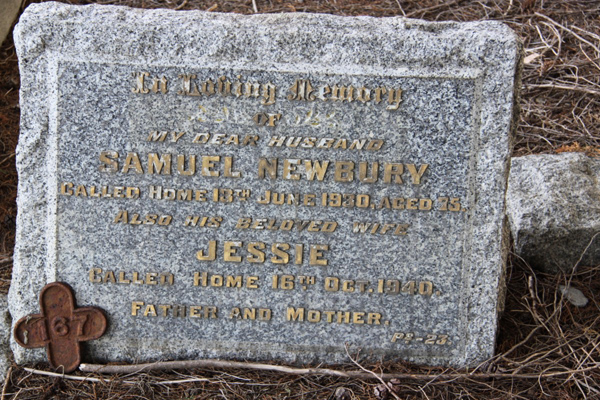 In Loving Memory
OF
MY DEAR HUSBAND
SAMUEL NEWBURY
CALLED HOME 13TH JUNE 1930, AGED 75.
ALSO HIS BELOVED WIFE
JESSIE
CALLED HOME 16TH OCT. 1940.
FATHER AND MOTHER.
PS-23.